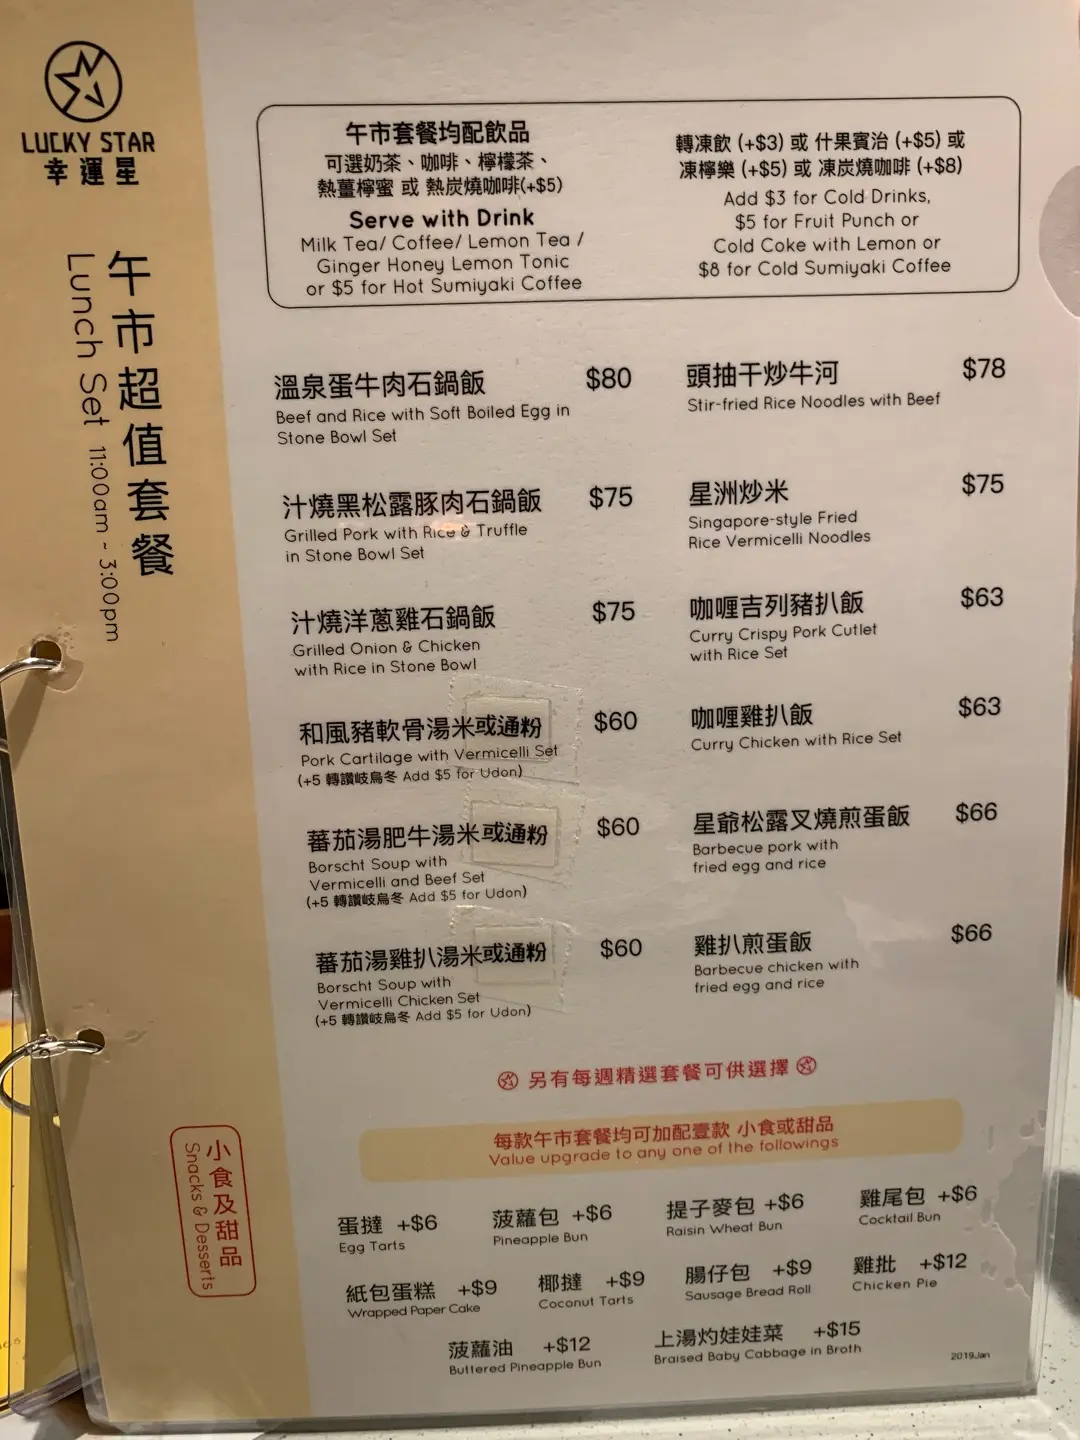 LUCKY STAR
幸運星
午市超值套餐
Lunch Set 11:00am ~ 3:00pm
午市套餐均配飲品
可選奶茶、咖啡、檸檬茶、
熱薑檸蜜 或 熱炭燒咖啡(+$5)
Serve with Drink
Milk Tea/ Coffee/ Lemon Tea /
Ginger Honey Lemon Tonic
or $5 for Hot Sumiyaki Coffee
轉凍飲 (+$3) 或 什果賓治 (+$5) 或
凍檸樂 (+$5) 或 凍炭燒咖啡 (+$8)
Add $3 for Cold Drinks,
$5 for Fruit Punch or
Cold Coke with Lemon or
$8 for Cold Sumiyaki Coffee
溫泉蛋牛肉石鍋飯 $80
Beef and Rice with Soft Boiled Egg in
Stone Bowl Set
汁燒黑松露豚肉石鍋飯 $75
Grilled Pork with Rice & Truffle
in Stone Bowl Set
汁燒洋蔥雞石鍋飯 $75
Grilled Onion & Chicken
with Rice in Stone Bowl
和風豬軟骨湯米或通粉 $60
Pork Cartilage with Vermicelli Set
(+5 轉讚岐烏冬 Add $5 for Udon)
蕃茄湯肥牛湯米或通粉 $60
Borscht Soup with
Vermicelli and Beef Set
(+5 轉讚岐烏冬 Add $5 for Udon)
蕃茄湯雞扒湯米或通粉 $60
Borscht Soup with
Vermicelli Chicken Set
(+5 轉讚岐烏冬 Add $5 for Udon)
頭抽干炒牛河 $78
Stir-fried Rice Noodles with Beef
星洲炒米 $75
Singapore-style Fried
Rice Vermicelli Noodles
咖喱吉列豬扒飯 $63
Curry Crispy Pork Cutlet
with Rice Set
咖喱雞扒飯 $63
Curry Chicken with Rice Set
星爺松露叉燒煎蛋飯 $66
Barbecue pork with
fried egg and rice
雞扒煎蛋飯 $66
Barbecue chicken with
fried egg and rice
另有每週精選套餐可供選擇
每款午市套餐均可加配壹款 小食或甜品
Value upgrade to any one of the followings
小食及甜品
Snacks & Desserts
蛋撻 +$6 菠蘿包 +$6 提子麥包 +$6 雞尾包 +$6
Egg Tarts Pineapple Bun Raisin Wheat Bun Cocktail Bun
紙包蛋糕 +$9 椰撻 +$9 腸仔包 +$9 雞批 +$12
Wrapped Paper Cake Coconut Tarts Sausage Bread Roll Chicken Pie
菠蘿油 +$12 上湯灼娃娃菜 +$15
Buttered Pineapple Bun Braised Baby Cabbage in Broth
2019Jan